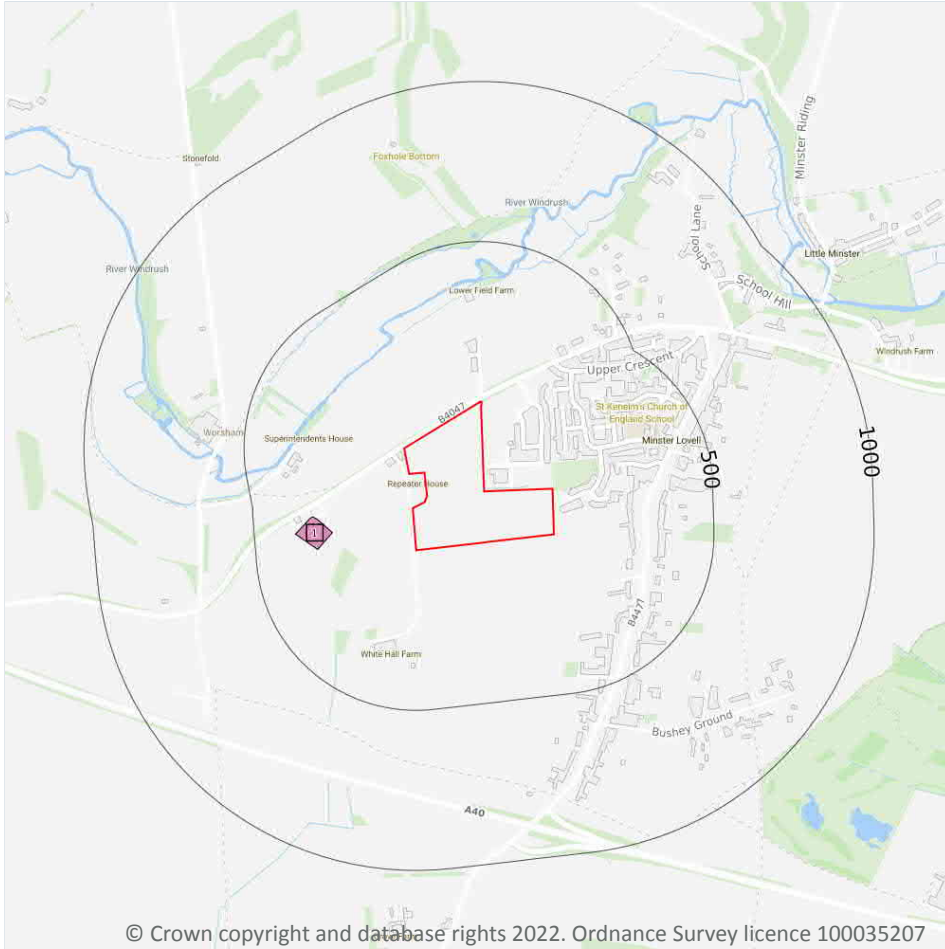 Minster Riding
Stonefold
Foxhole Bottom
River Windrush
School Lane
Little Minster
River Windrush
School Hill
Lower Field Farm
Windrush Farm
Upper Crescent
B4047
St Kenelm's Church of
England School
Worsham
Superintendents House
Minster Lovell
1000
500
Repeater House
1
B4477
White Hall Farm
Bushey Ground
A40
© Crown copyright and database rights 2022. Ordnance Survey licence 100035207